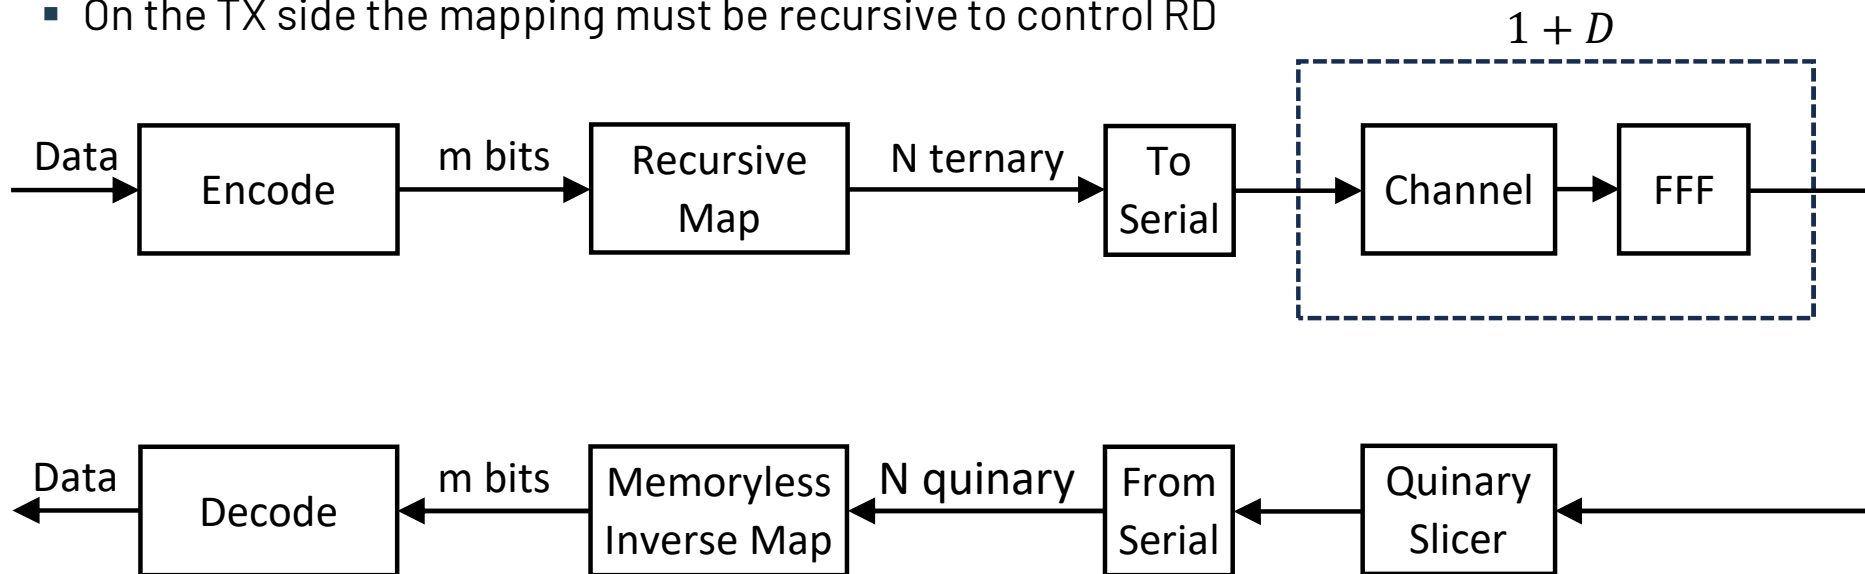 ▪ On the TX side the mapping must be recursive to control RD
1 + D
Data
Encode
m bits
Recursive
Map
N ternary
To
Serial
Channel
FFF
Data
Decode
m bits
Memoryless
Inverse Map
N quinary
From
Serial
Quinary
Slicer